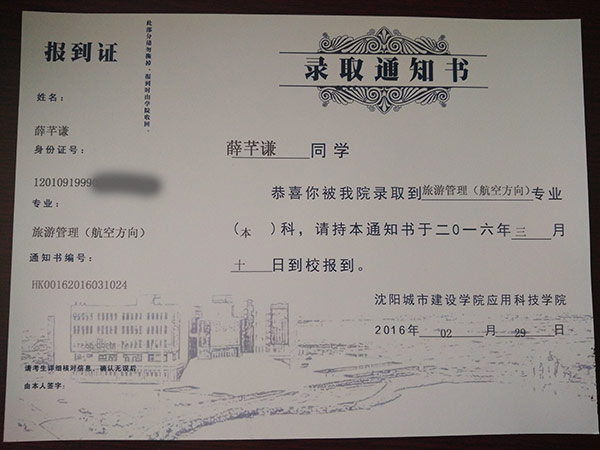 报到证
此部分请勿撕掉，报到时由学院收回。
姓名：
薛芊谦
身份证号：
12010919990
专业：
旅游管理（航空方向）
通知书编号：
HK00162016031024
请考生详细核对信息，确认无误后
由本人签字：
录取通知书
薛芊谦 同学
恭喜你被我院录取到旅游管理（航空方向）专业
（本）科，请持本通知书于二0一六年三月
十日到校报到。
沈阳城市建设学院应用科技学院
2016年 02 月 29 日